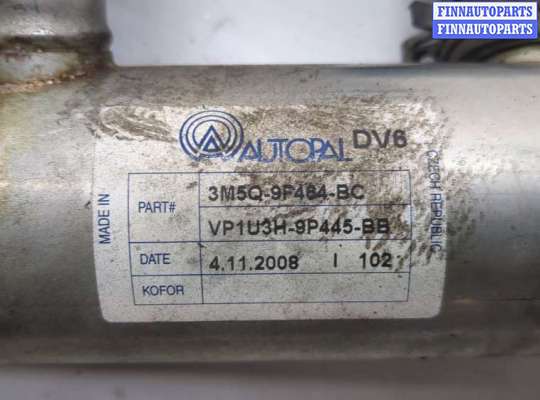 FINNAUTOPARTS
FINNAUTOPARTS
AUTOPAL DV6
MADE IN
CZECH REPUBLIC
PART# 3M5Q-9F464-BC
VP1U3H-9P445-BB
DATE 4.11.2008 I 102
KOFOR